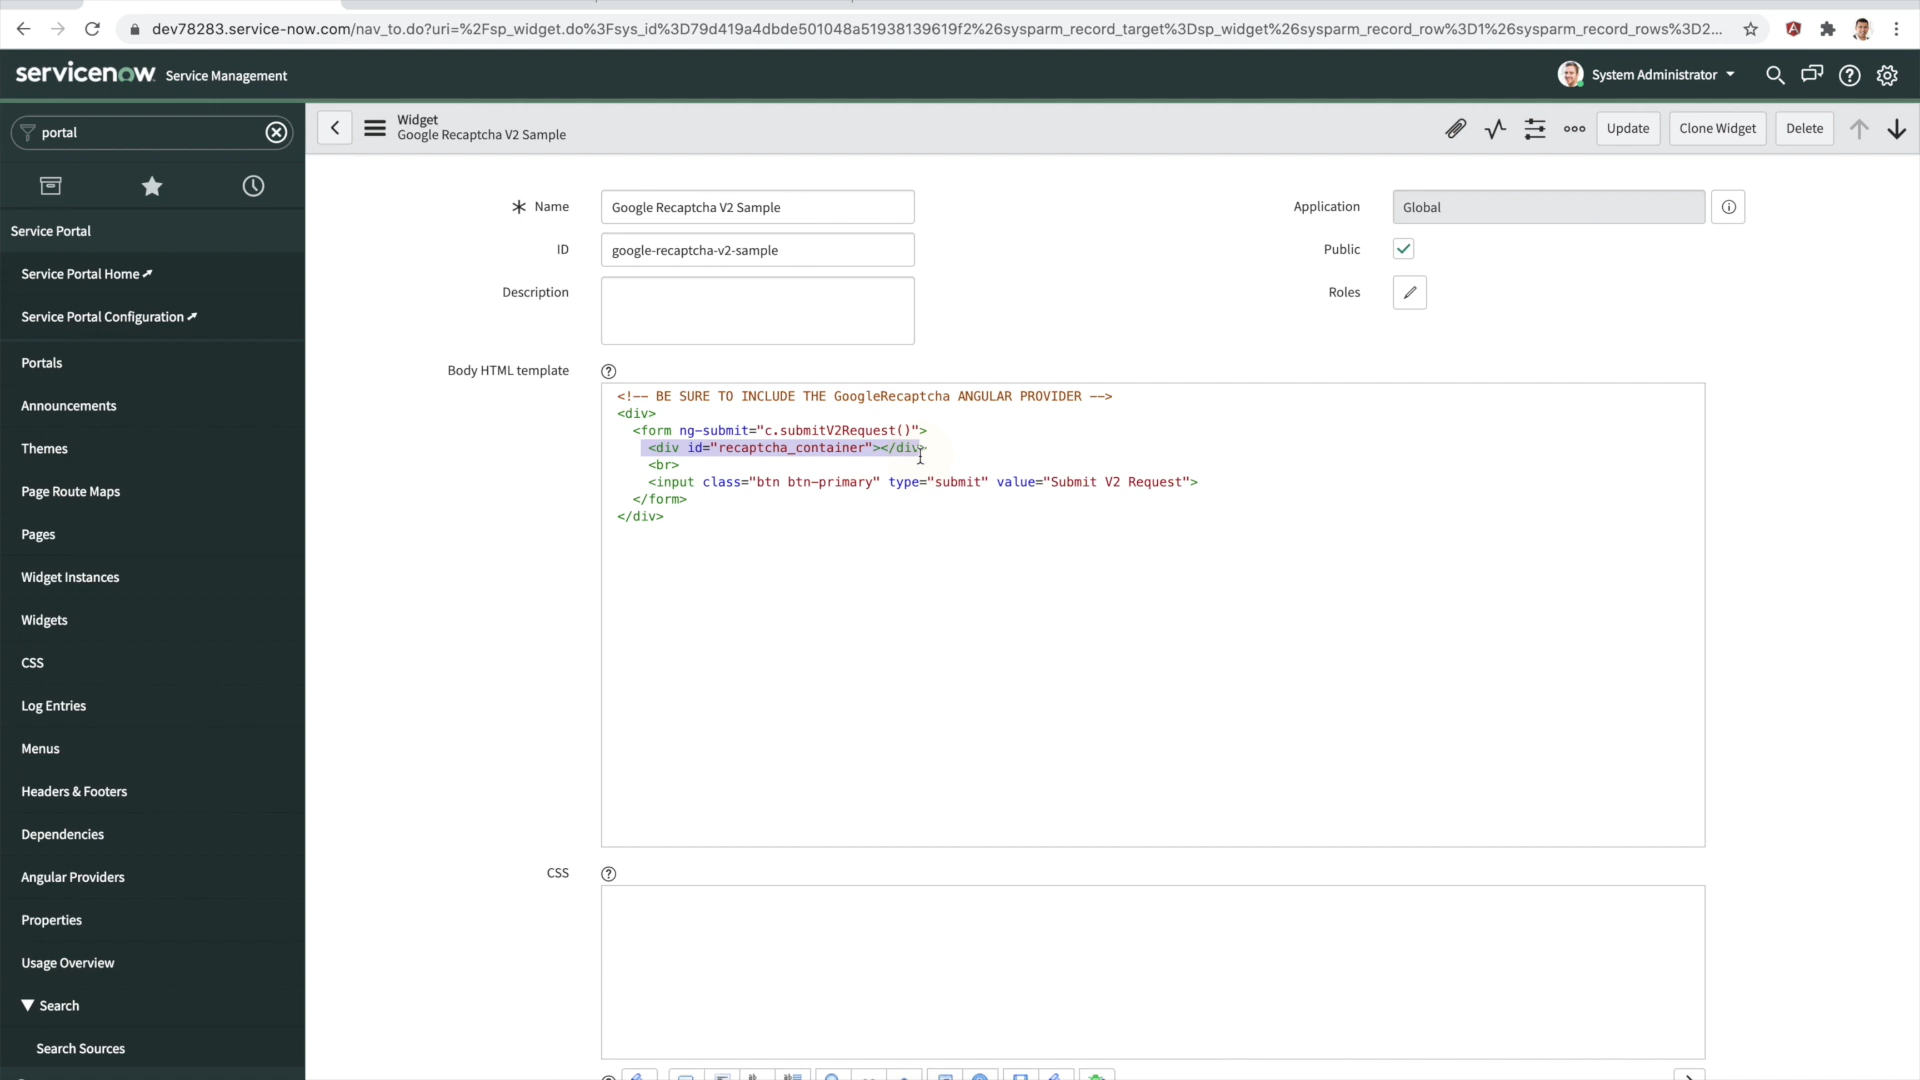 dev78283.service-now.com/nav_to.do?uri=%2Fsp_widget.do%3Fsys_id%3D79d419a4dbde501048a51938139619f2%26sysparm_record_target%3Dsp_widget%26sysparm_record_row%3D1%26sysparm_record_rows%3D2...
servicenow Service Management
System Administrator
portal
Widget
Google Recaptcha V2 Sample
Update
Clone Widget
Delete
Service Portal
Service Portal Home
Service Portal Configuration
Portals
Announcements
Themes
Page Route Maps
Pages
Widget Instances
Widgets
CSS
Log Entries
Menus
Headers & Footers
Dependencies
Angular Providers
Properties
Usage Overview
Search
Search Sources
Name
Google Recaptcha V2 Sample
ID
google-recaptcha-v2-sample
Description
Application
Global
Public
Roles
Body HTML template
<!-- BE SURE TO INCLUDE THE GoogleRecaptcha ANGULAR PROVIDER -->
<div>
<form ng-submit="c.submitV2Request()">
<div id="recaptcha_container"></div>
<br>
<input class="btn btn-primary" type="submit" value="Submit V2 Request">
</form>
</div>
CSS